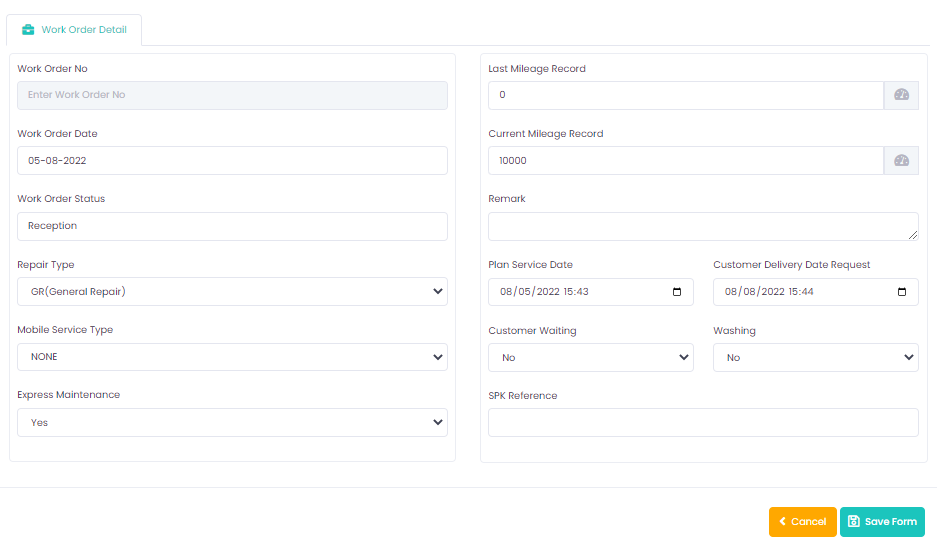 Work Order Detail
Work Order No
Enter Work Order No
Work Order Date
05-08-2022
Work Order Status
Reception
Repair Type
GR(General Repair)
Mobile Service Type
NONE
Express Maintenance
Yes
Last Mileage Record
0
Current Mileage Record
10000
Remark
Plan Service Date
Customer Delivery Date Request
08/05/2022 15:43
08/08/2022 15:44
Customer Waiting
Washing
No
No
SPK Reference
Cancel
Save Form